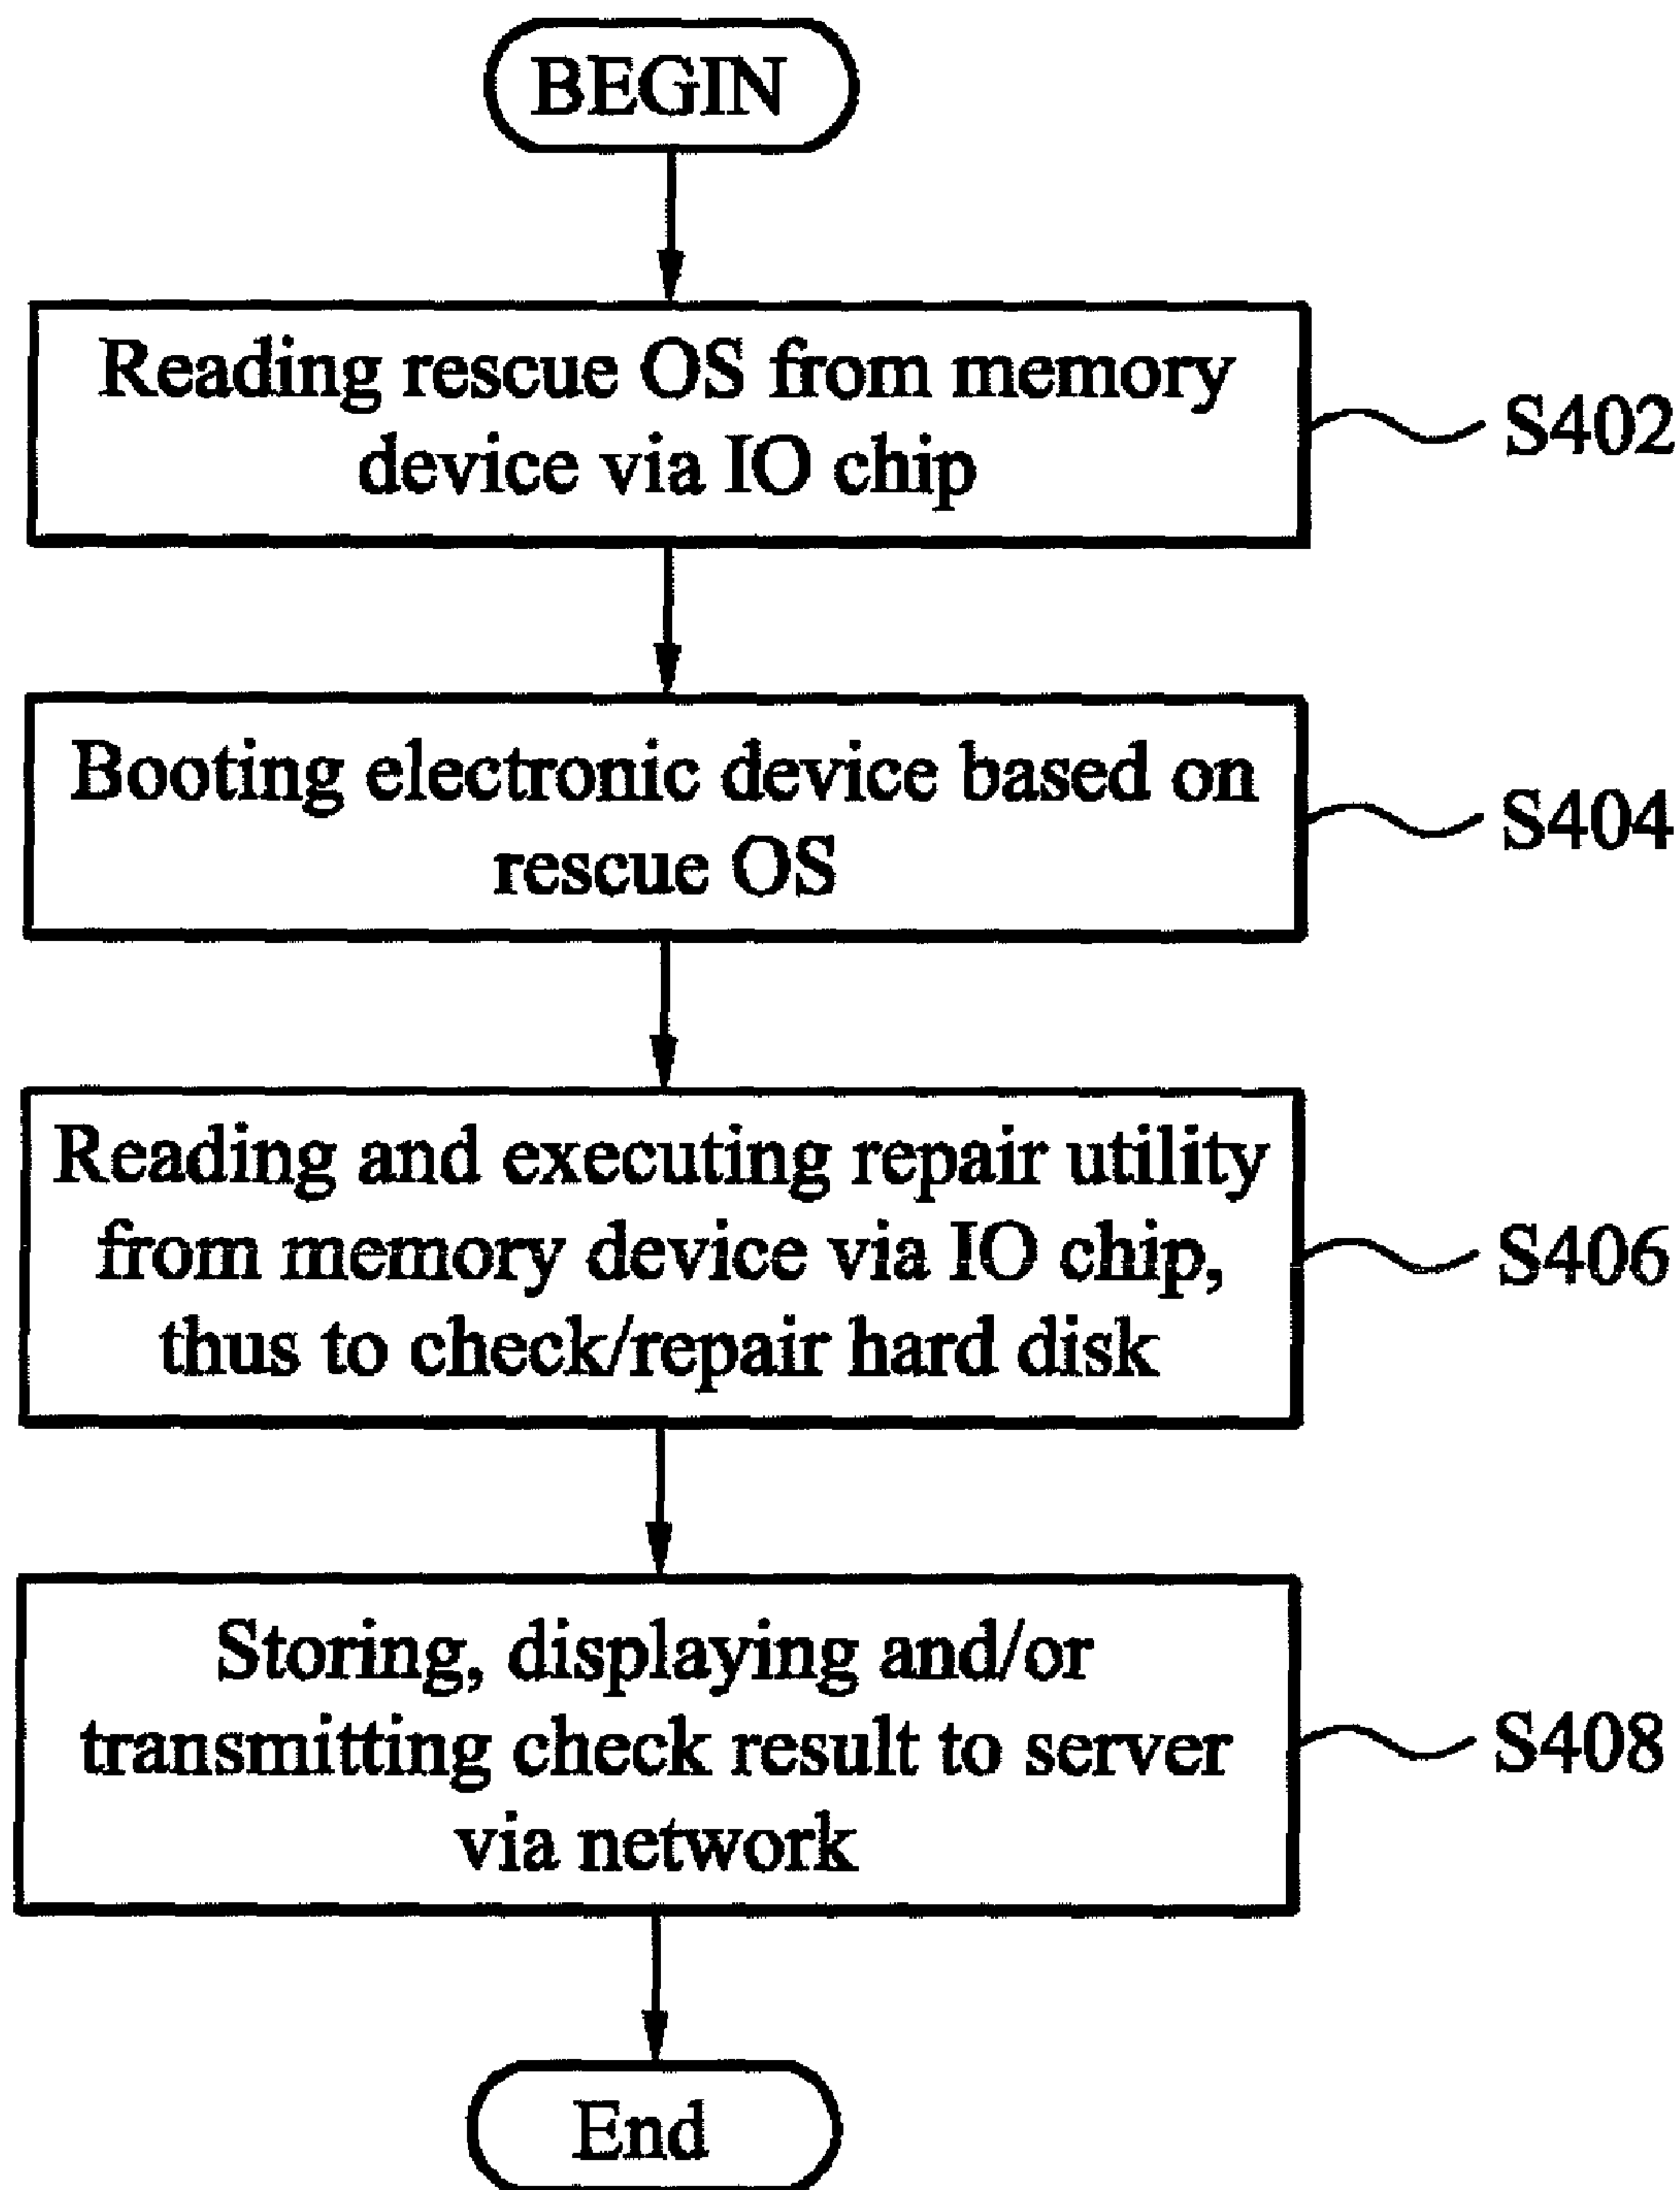 BEGIN
Reading rescue OS from memory
device via IO chip
S402
Booting electronic device based on
rescue OS
S404
Reading and executing repair utility
from memory device via IO chip,
thus to check/repair hard disk
S406
Storing, displaying and/or
transmitting check result to server
via network
S408
End